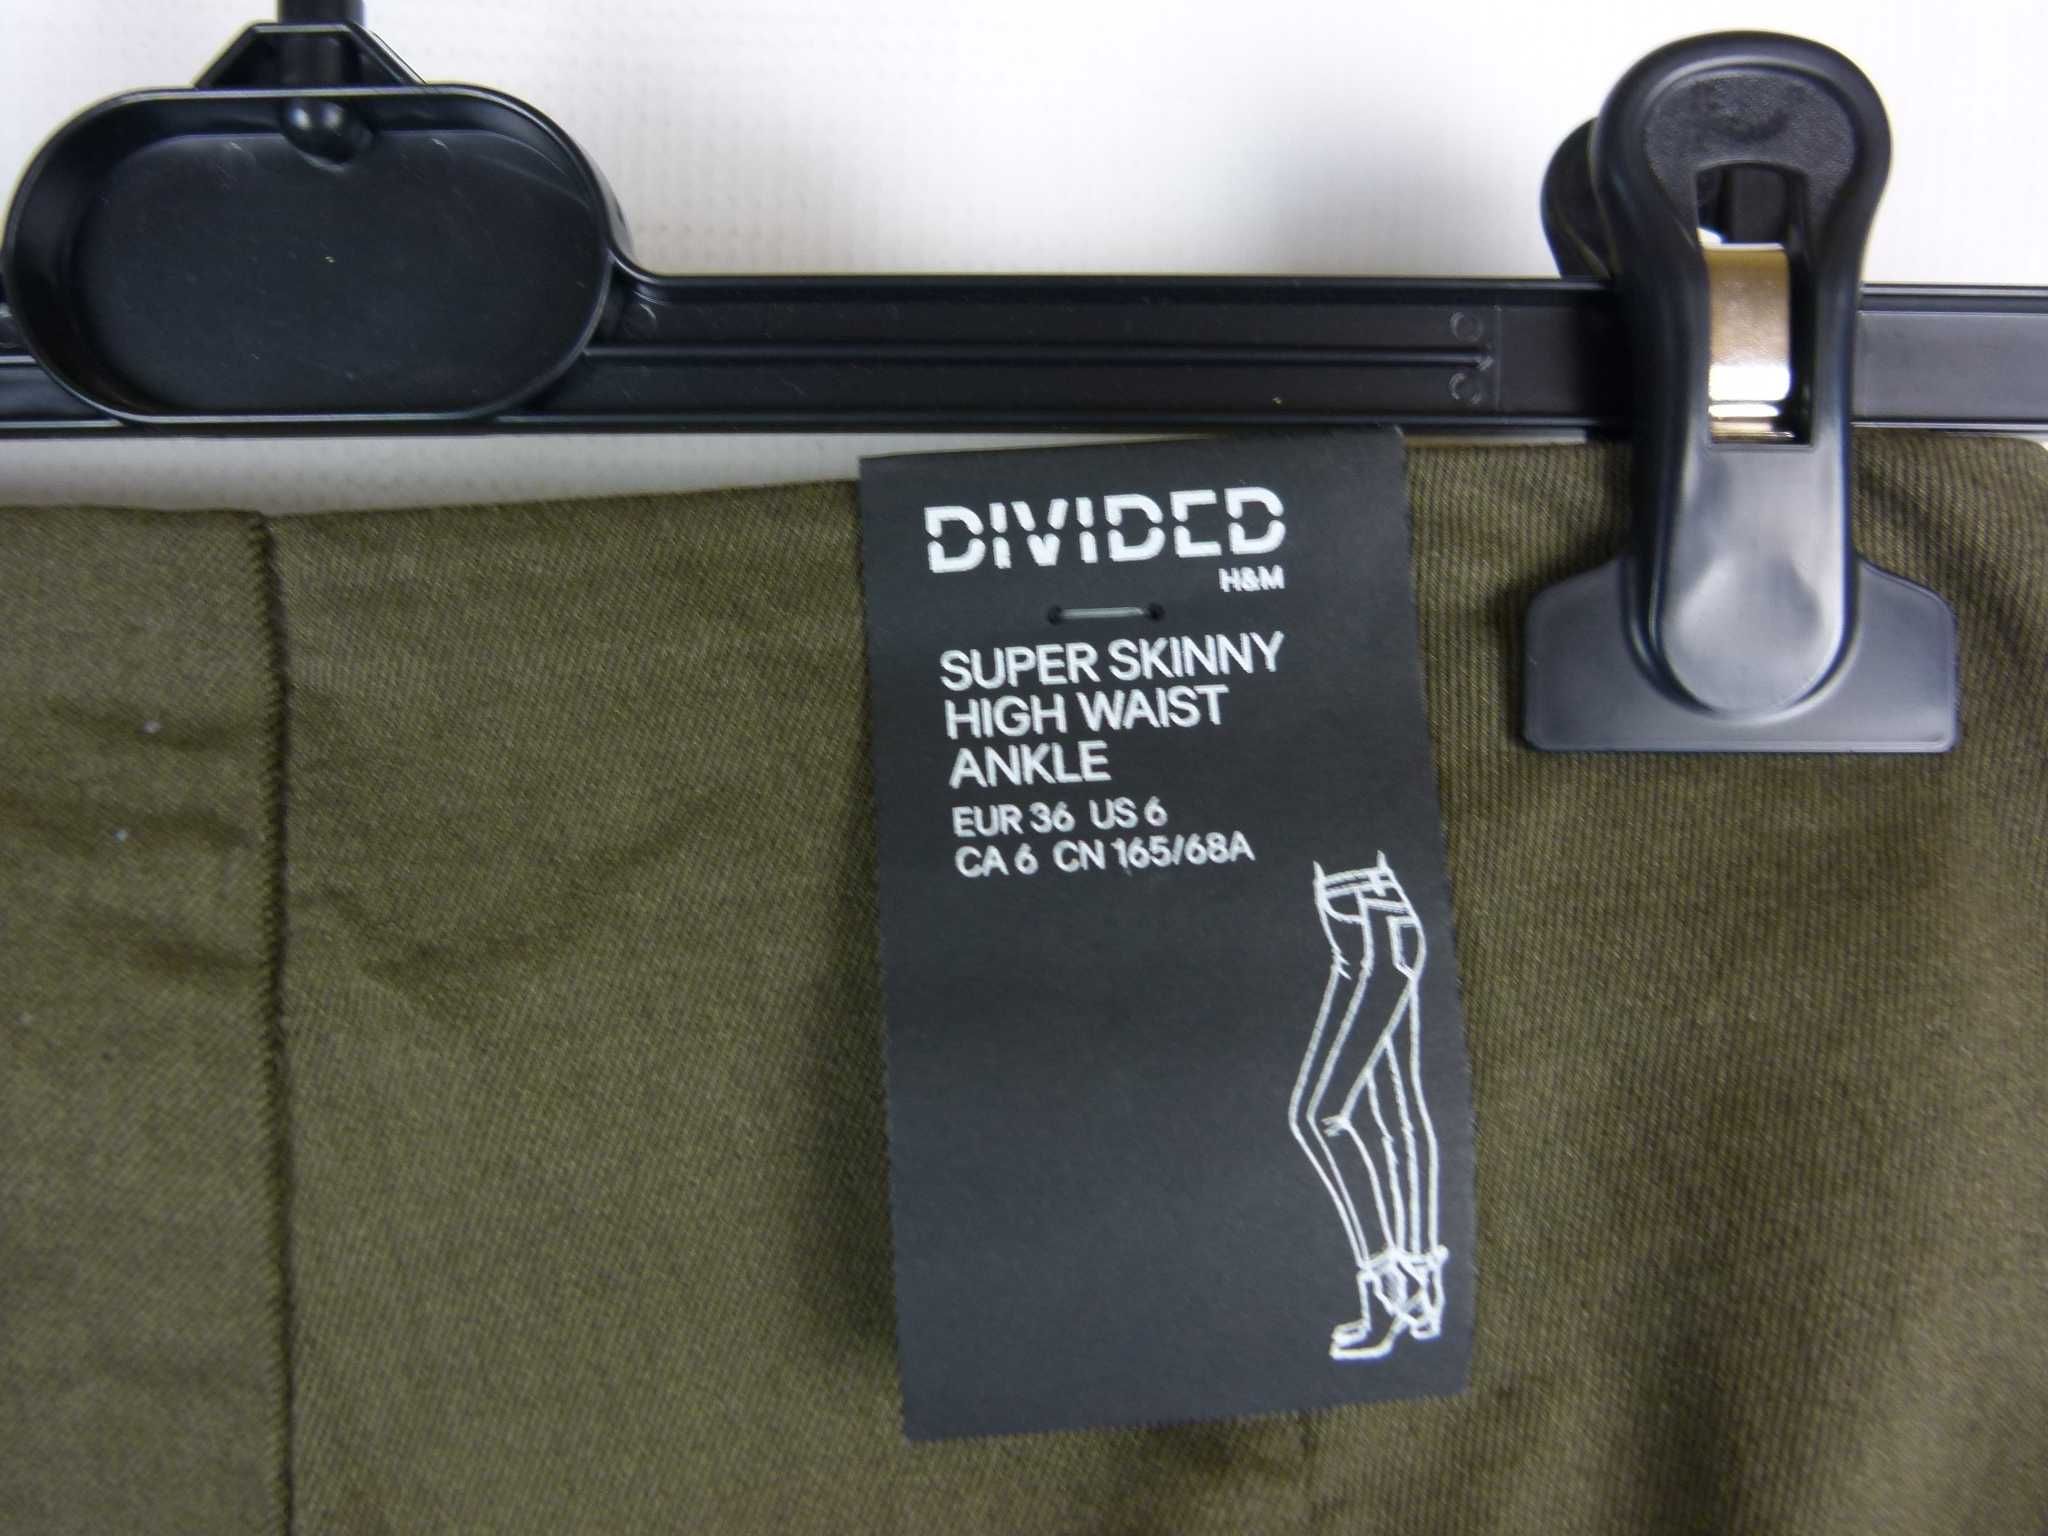 DIVIDED
H&M
SUPER SKINNY
HIGH WAIST
ANKLE
EUR 36 US 6
CA 6 CN 165/68A